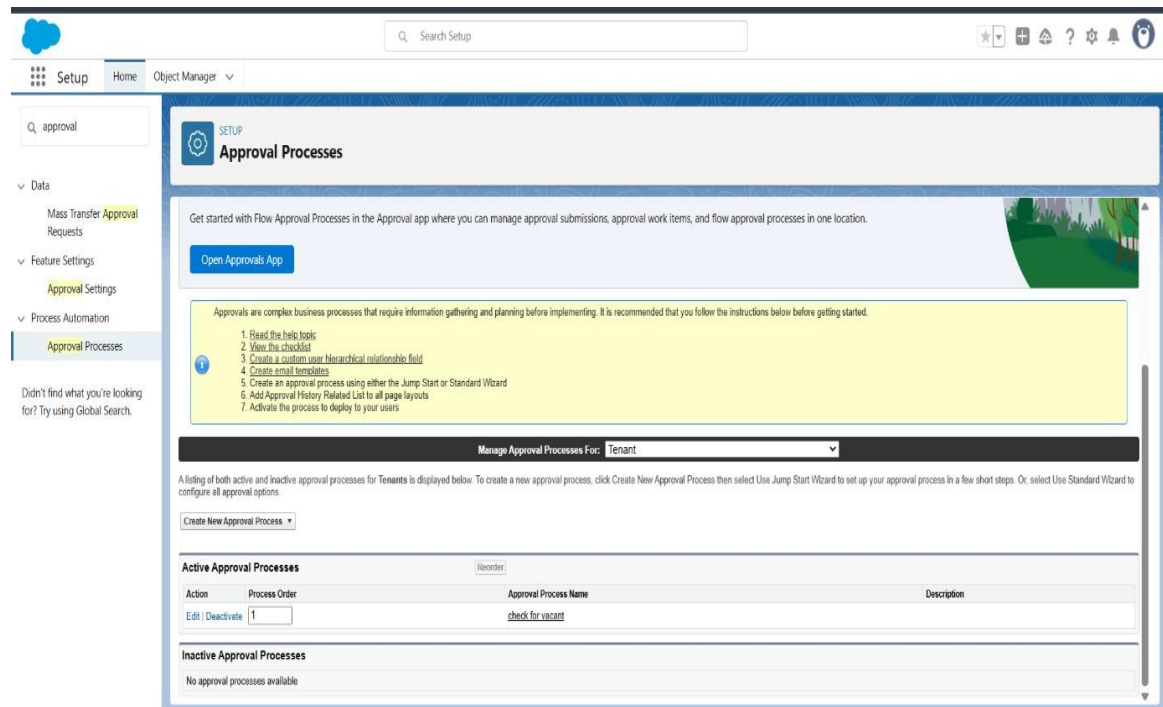 Search Setup
Setup
Home
Object Manager
approval
Data
Mass Transfer Approval
Requests
Feature Settings
Approval Settings
Process Automation
Approval Processes
Didn't find what you're looking
for? Try using Global Search.
SETUP
Approval Processes
Get started with Flow Approval Processes in the Approval app where you can manage approval submissions, approval work items, and flow approval processes in one location.
Open Approvals App
Approvals are complex business processes that require information gathering and planning before implementing. It is recommended that you follow the instructions below before getting started.
1. Read the help topic
2. View the checklist
3. Create a custom user hierarchical relationship field
4. Create email templates
5. Create an approval process using either the Jump Start or Standard Wizard
6. Add Approval History Related List to all page layouts
7. Activate the process to deploy to your users
Manage Approval Processes For: Tenant
A listing of both active and inactive approval processes for Tenants is displayed below. To create a new approval process, click Create New Approval Process then select Use Jump Start Wizard to set up your approval process in a few short steps. Or, select Use Standard Wizard to
configure all approval options.
Create New Approval Process
Active Approval Processes Reorder
Action Process Order Approval Process Name Description
Edit | Deactivate 1 check for vacant
Inactive Approval Processes
No approval processes available